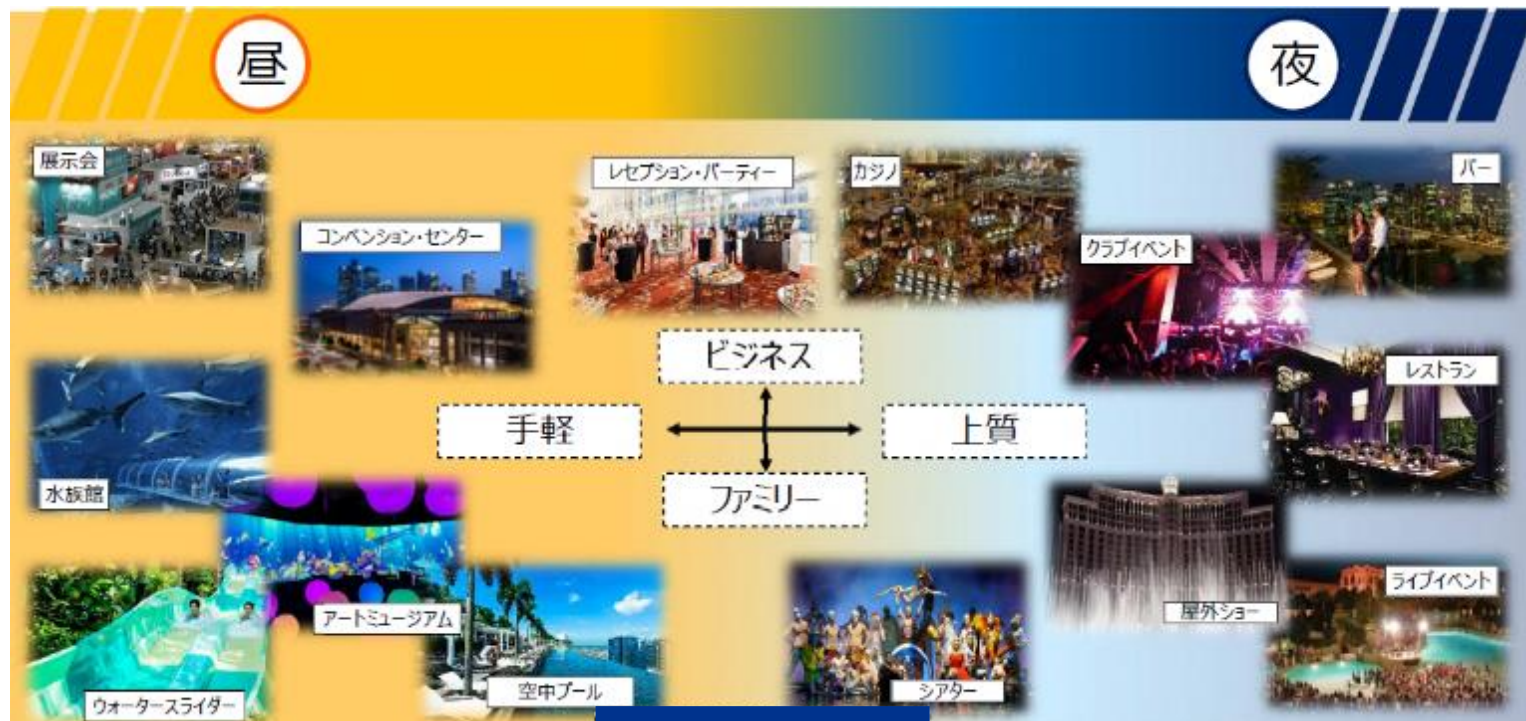 昼
夜
展示会
レセプション・パーティー
カジノ
バー
コンベンション・センター
クラブイベント
ビジネス
レストラン
手軽
上質
水族館
ファミリー
アートミュージアム
屋外ショー
ライブイベント
ウォータースライダー
空中プール
シアター